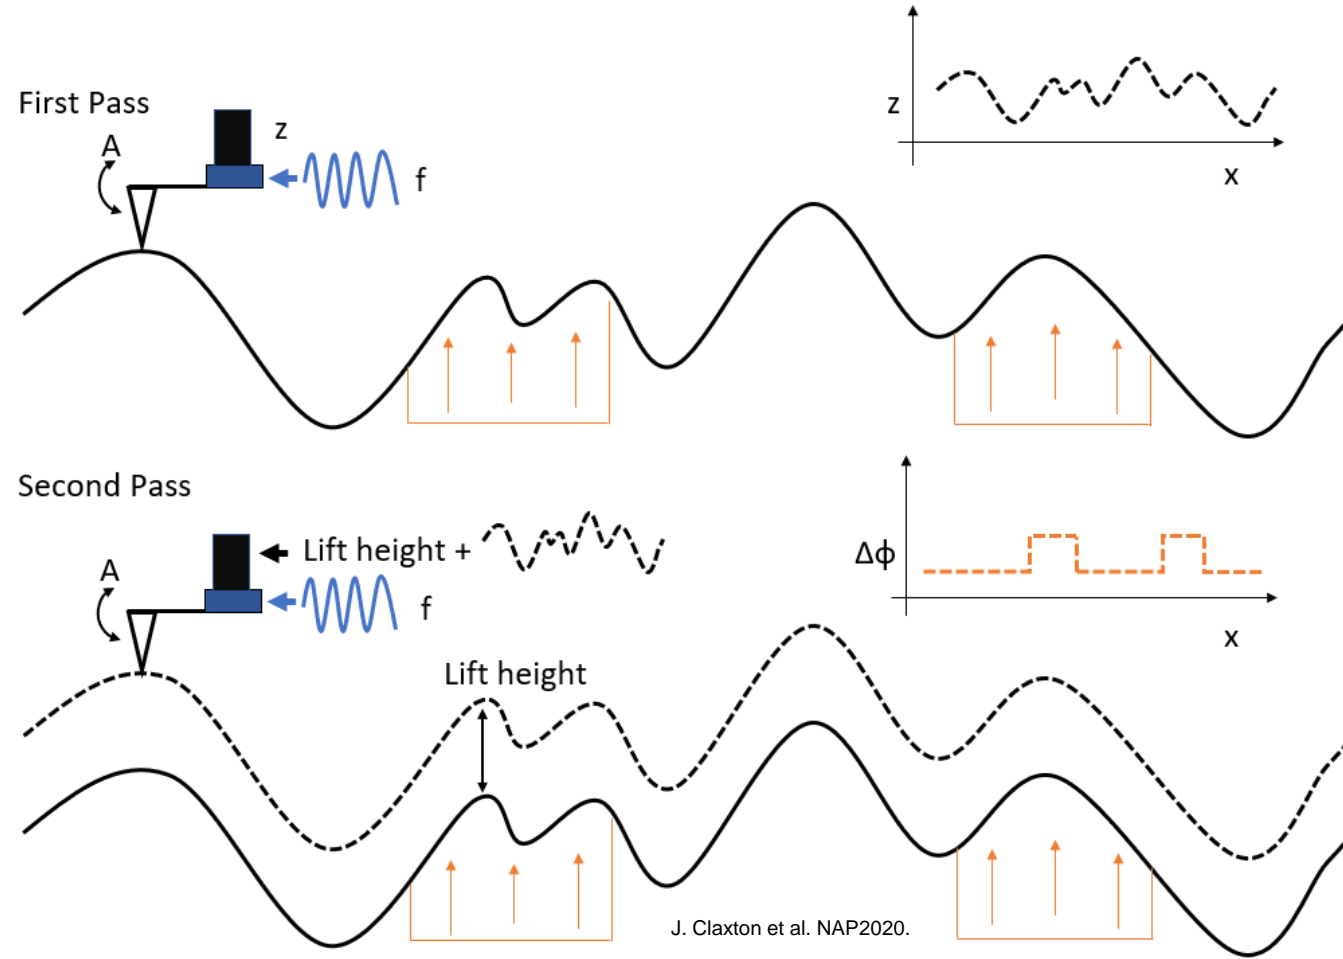 First Pass
A
z
f
z
x
Second Pass
Lift height +
A
f
Δϕ
x
Lift height
J. Claxton et al. NAP2020.